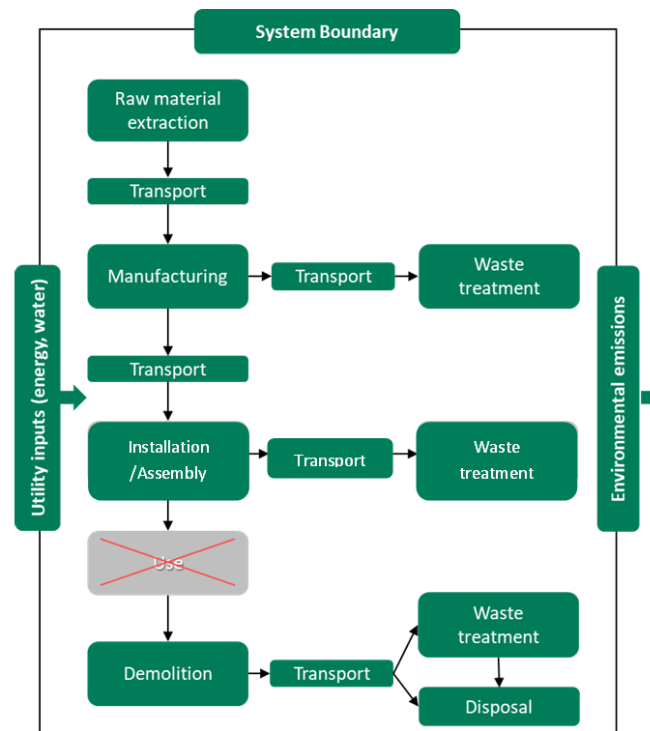 System Boundary
Raw material
extraction
Transport
Manufacturing
Transport
Waste
treatment
Transport
Utility inputs (energy, water)
Environmental emissions
Installation
/Assembly
Transport
Waste
treatment
Use
Demolition
Transport
Waste
treatment
Disposal